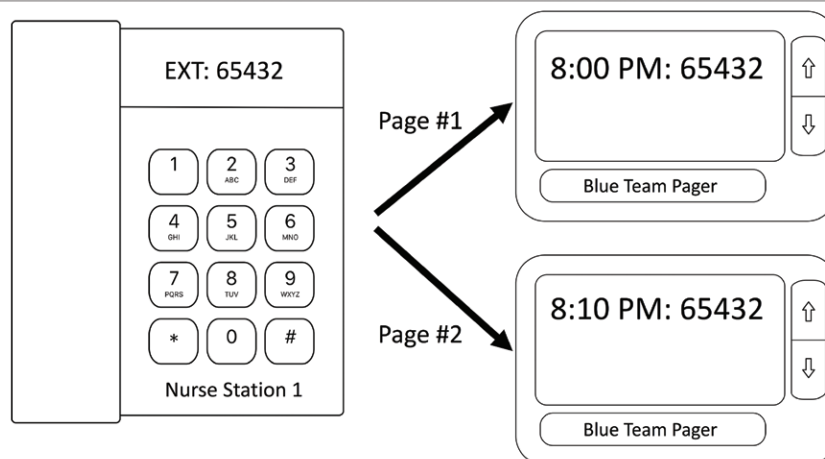 EXT: 65432
1
2
ABC
3
DEF
4
GHI
5
JKL
6
MNO
7
PQRS
8
TUV
9
WXYZ
*
0
#
Nurse Station 1
Page #1
Page #2
8:00 PM: 65432
Blue Team Pager
8:10 PM: 65432
Blue Team Pager